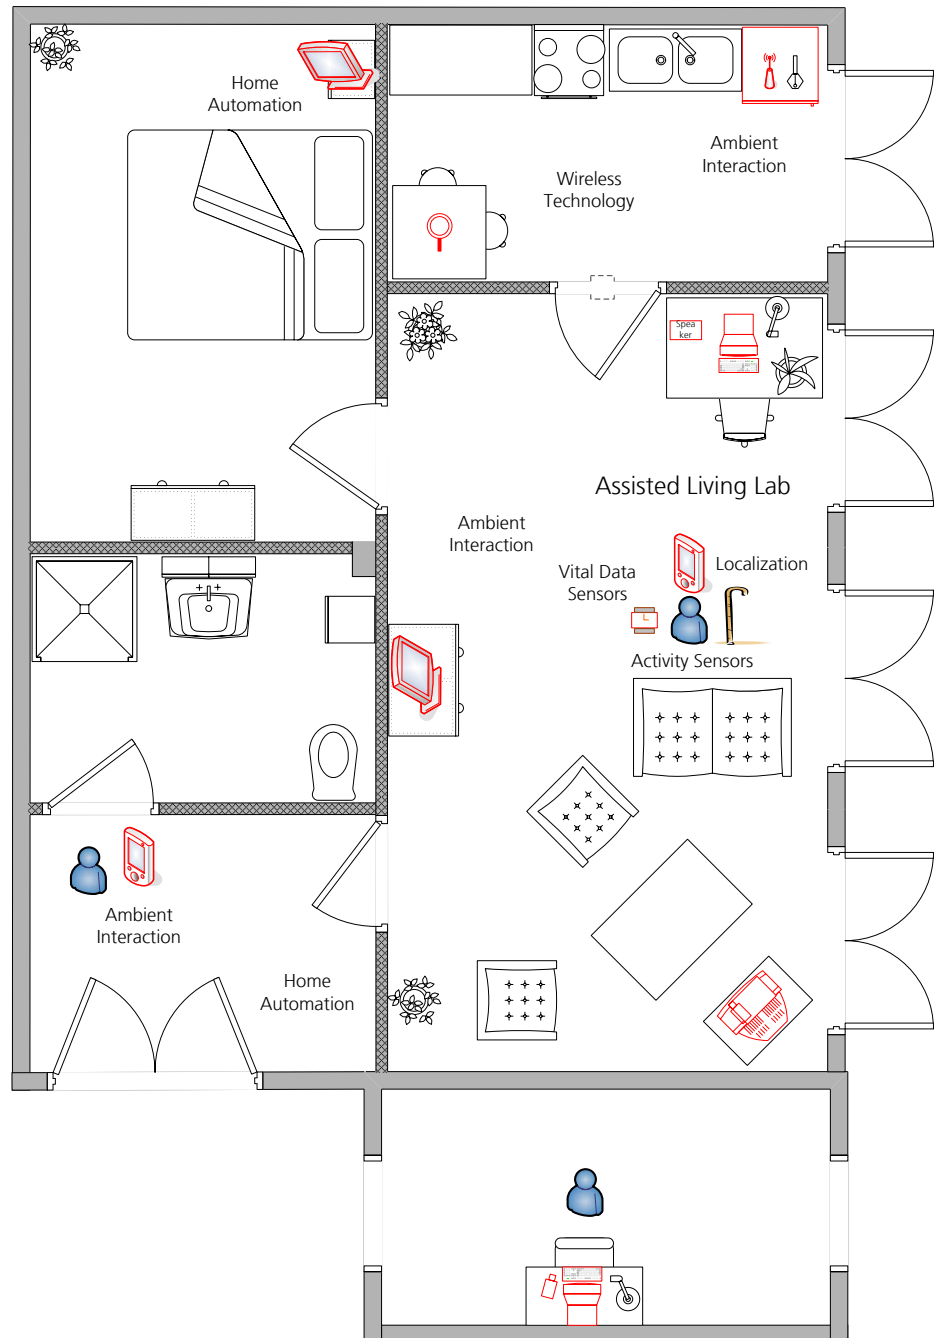 Home
Automation
Ambient
Interaction
Wireless
Technology
Spea
ker
Assisted Living Lab
Ambient
Interaction
Vital Data
Sensors
Localization
Activity Sensors
Ambient
Interaction
Home
Automation